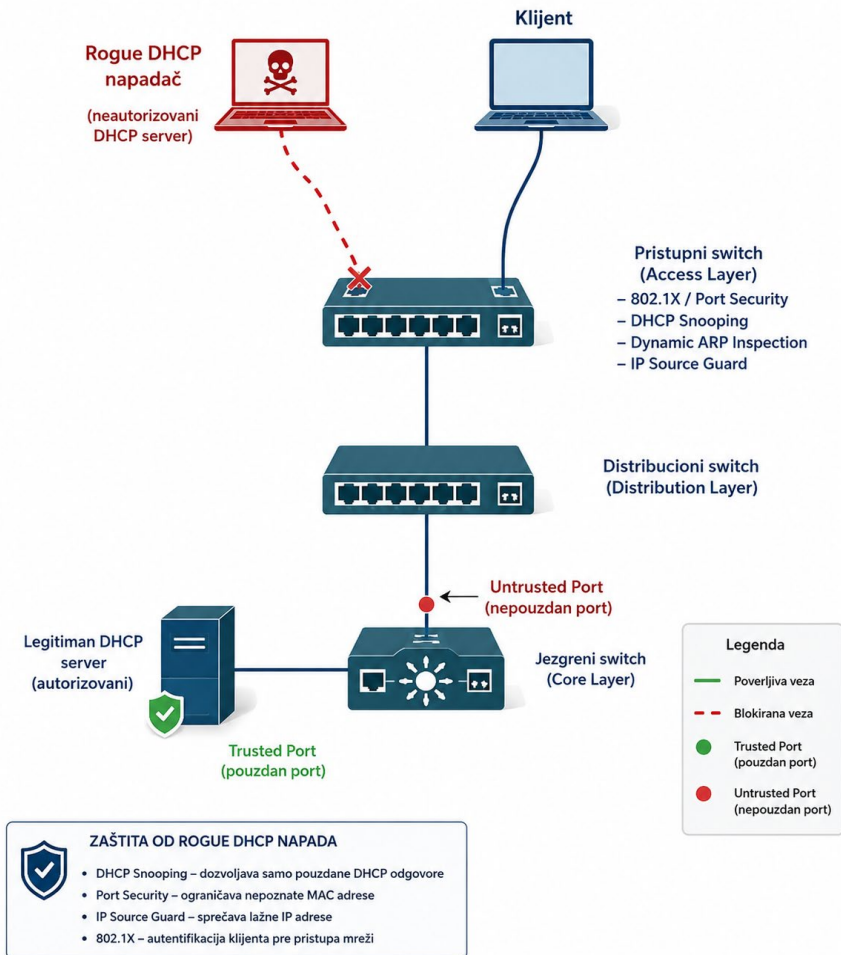 Rogue DHCP
napadač
(neautorizovani
DHCP server)
Klijent
Pristupni switch
(Access Layer)
– 802.1X / Port Security
– DHCP Snooping
– Dynamic ARP Inspection
– IP Source Guard
Distribucioni switch
(Distribution Layer)
Untrusted Port
(nepouzdan port)
Legitiman DHCP
server
(autorizovani)
Jezgreni switch
(Core Layer)
Trusted Port
(pouzdan port)
Legenda
Poverljiva veza
Blokirana veza
Trusted Port
(pouzdan port)
Untrusted Port
(nepouzdan port)
ZAŠTITA OD ROGUE DHCP NAPADA
• DHCP Snooping – dozvoljava samo pouzdane DHCP odgovore
• Port Security – ograničava nepoznate MAC adrese
• IP Source Guard – sprečava lažne IP adrese
• 802.1X – autentifikacija klijenta pre pristupa mreži